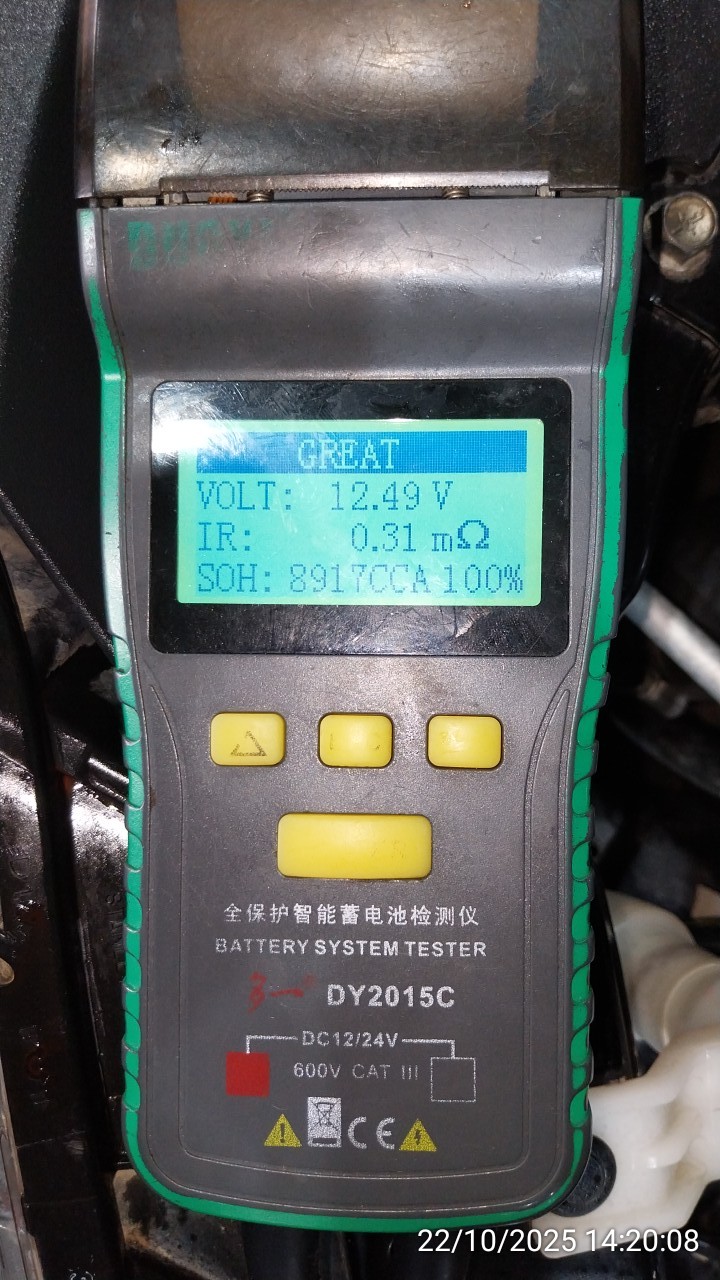 GREAT
VOLT: 12.49 V
IR: 0.31 mΩ
SOH: 8917CCA 100%
全保护智能蓄电池检测仪
BATTERY SYSTEM TESTER
DY2015C
DC12/24V
600V CAT III
CE
22/10/2025 14:20:08